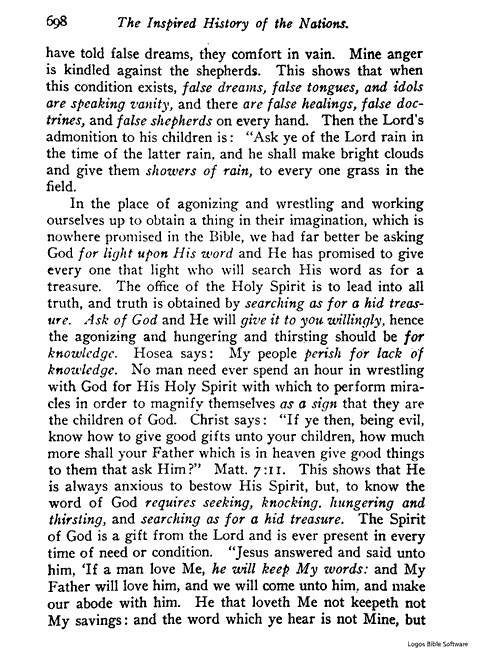 698 The Inspired History of the Nations.
have told false dreams, they comfort in vain. Mine anger
is kindled against the shepherds. This shows that when
this condition exists, false dreams, false tongues, and idols
are speaking vanity, and there are false healings, false doc-
trines, and false shepherds on every hand. Then the Lord's
admonition to his children is: "Ask ye of the Lord rain in
the time of the latter rain, and he shall make bright clouds
and give them showers of rain, to every one grass in the
field.
In the place of agonizing and wrestling and working
ourselves up to obtain a thing in their imagination, which is
nowhere promised in the Bible, we had far better be asking
God for light upon His word and He has promised to give
every one that light who will search His word as for a
treasure. The office of the Holy Spirit is to lead into all
truth, and truth is obtained by searching as for a hid treas-
ure. Ask of God and He will give it to you willingly, hence
the agonizing and hungering and thirsting should be for
knowledge. Hosea says: My people perish for lack of
knowledge. No man need ever spend an hour in wrestling
with God for His Holy Spirit with which to perform mira-
cles in order to magnify themselves as a sign that they are
the children of God. Christ says: "If ye then, being evil,
know how to give good gifts unto your children, how much
more shall your Father which is in heaven give good things
to them that ask Him?" Matt. 7:11. This shows that He
is always anxious to bestow His Spirit, but, to know the
word of God requires seeking, knocking, hungering and
thirsting, and searching as for a hid treasure. The Spirit
of God is a gift from the Lord and is ever present in every
time of need or condition. "Jesus answered and said unto
him, 'If a man love Me, he will keep My words: and My
Father will love him, and we will come unto him, and make
our abode with him. He that loveth Me not keepeth not
My savings: and the word which ye hear is not Mine, but
Logos Bible Software